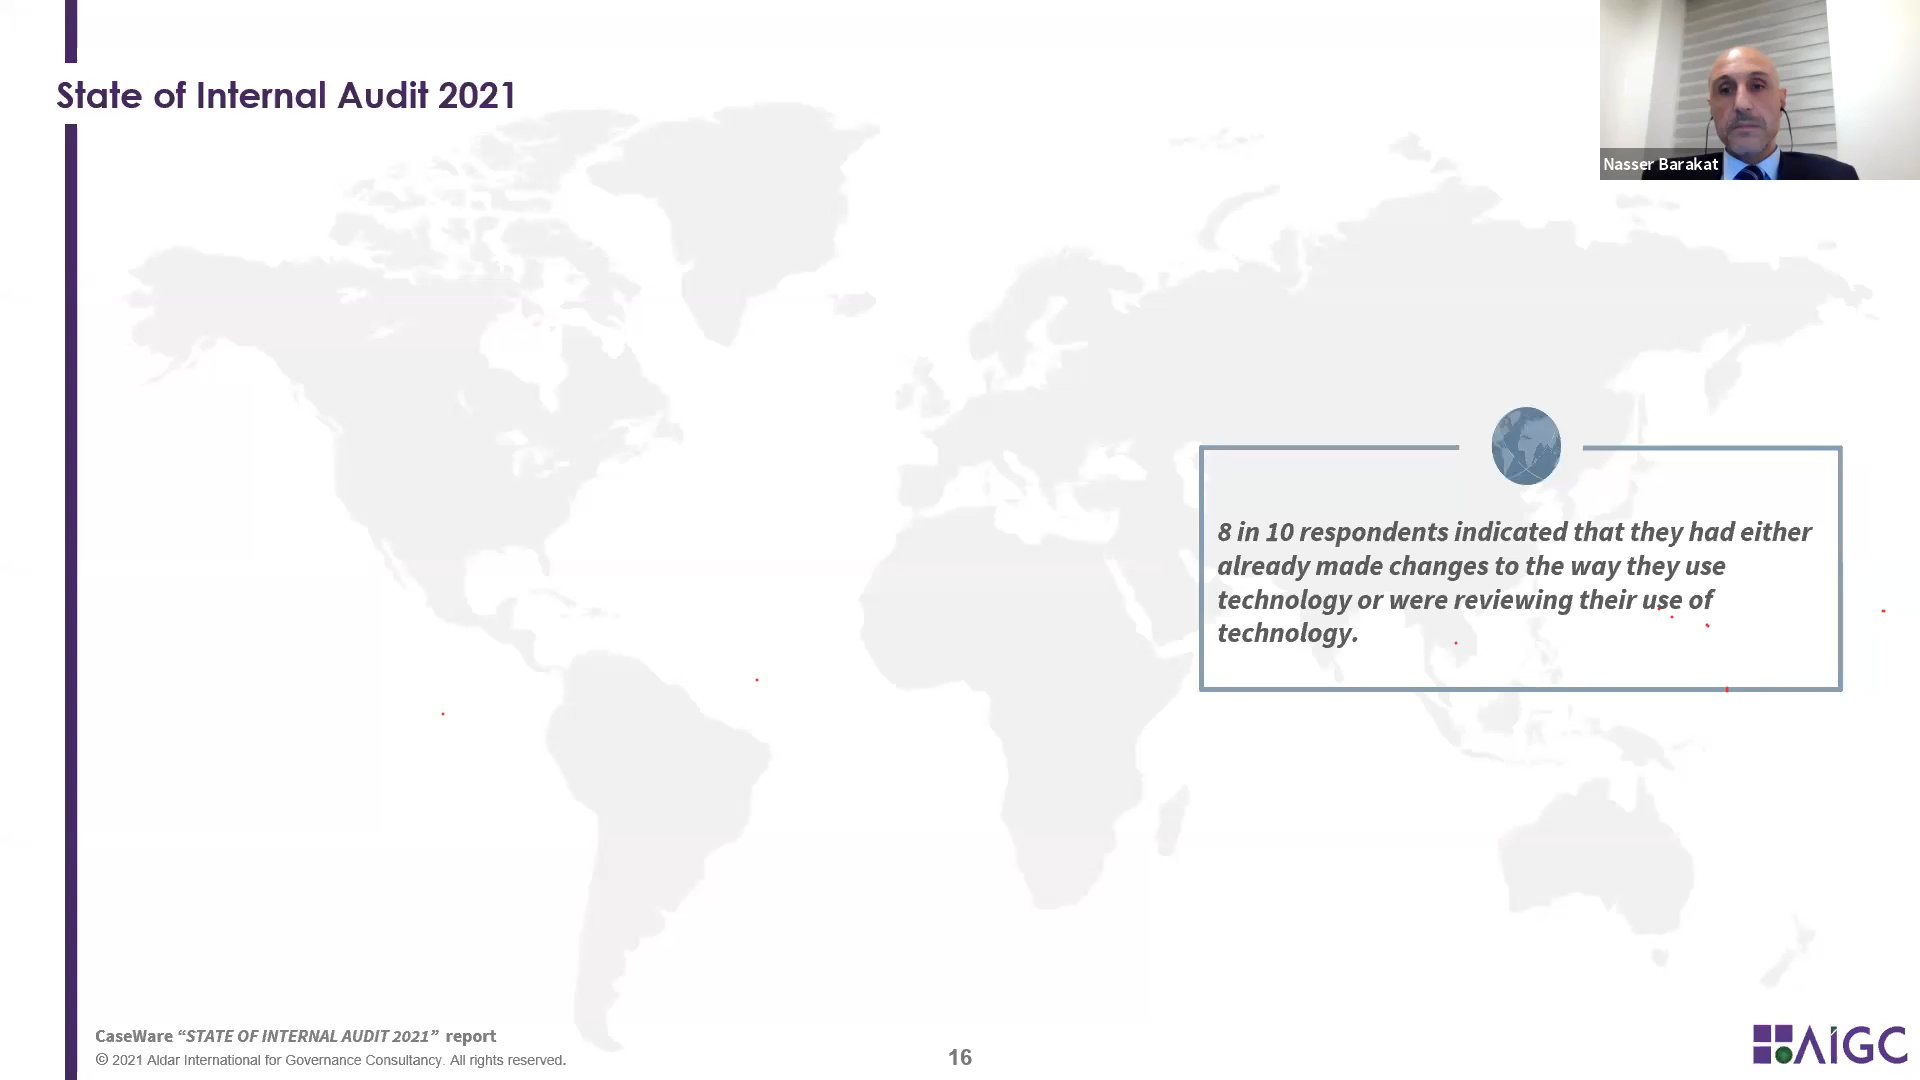 State of Internal Audit 2021
Nasser Barakat
8 in 10 respondents indicated that they had either
already made changes to the way they use
technology or were reviewing their use of
technology.
CaseWare “STATE OF INTERNAL AUDIT 2021” report
© 2021 Aldar International for Governance Consultancy. All rights reserved.
16
AIGC